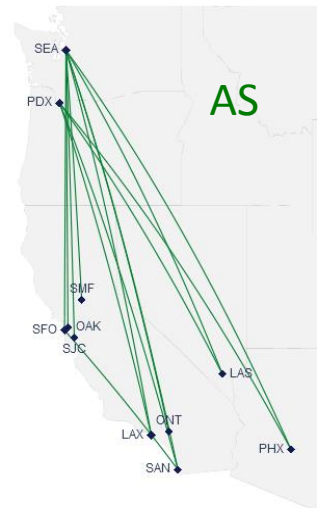 SEA
AS
PDX
SMF
SFO
OAK
SJC
LAS
ONT
LAX
PHX
SAN